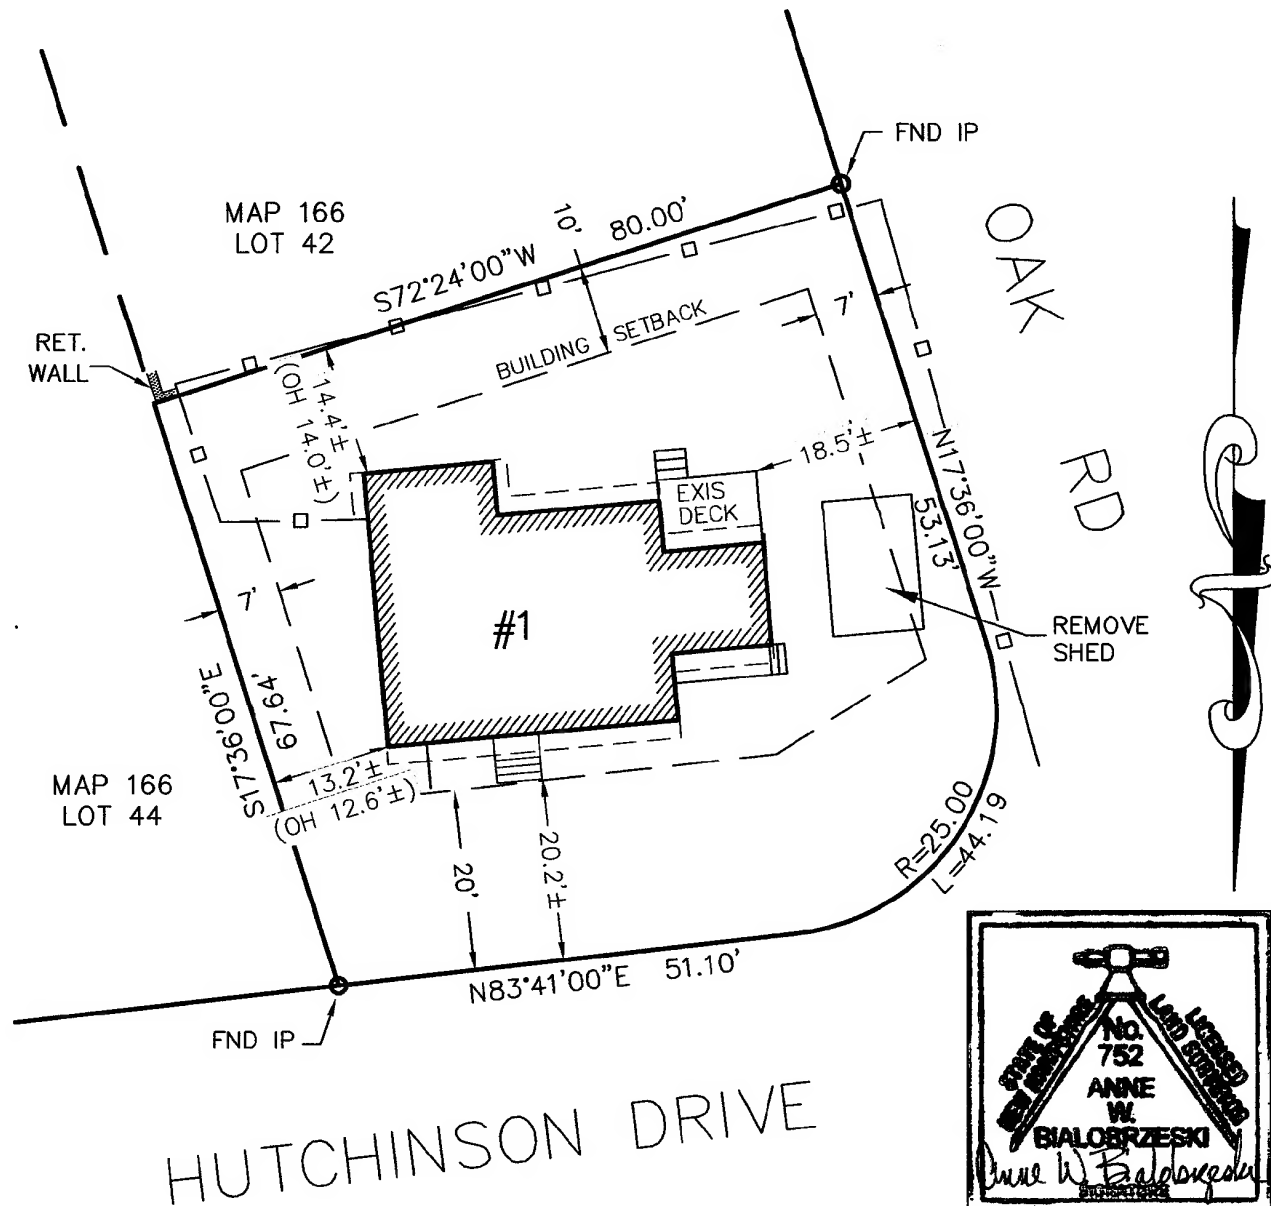 FND IP
MAP 166
LOT 42
OAK RD
10'
80.00'
S72°24'00"W
RET.
WALL
BUILDING SETBACK
7'
14.4'±
(OH 14.0'±)
18.5'±
EXIS
DECK
N17°36'00"W
53.13'
7'
#1
REMOVE
SHED
S17°36'00"E
67.64'
MAP 166
LOT 44
13.2'±
(OH 12.6'±)
20'
20.2'±
R=25.00
L=44.19
N83°41'00"E 51.10'
FND IP
HUTCHINSON DRIVE
STATE OF
NEW HAMPSHIRE
LICENSED
LAND SURVEYOR
No.
752
ANNE
W.
BIALOBRZESKI
Anne W. Bialobrzeski
SIGNATURE